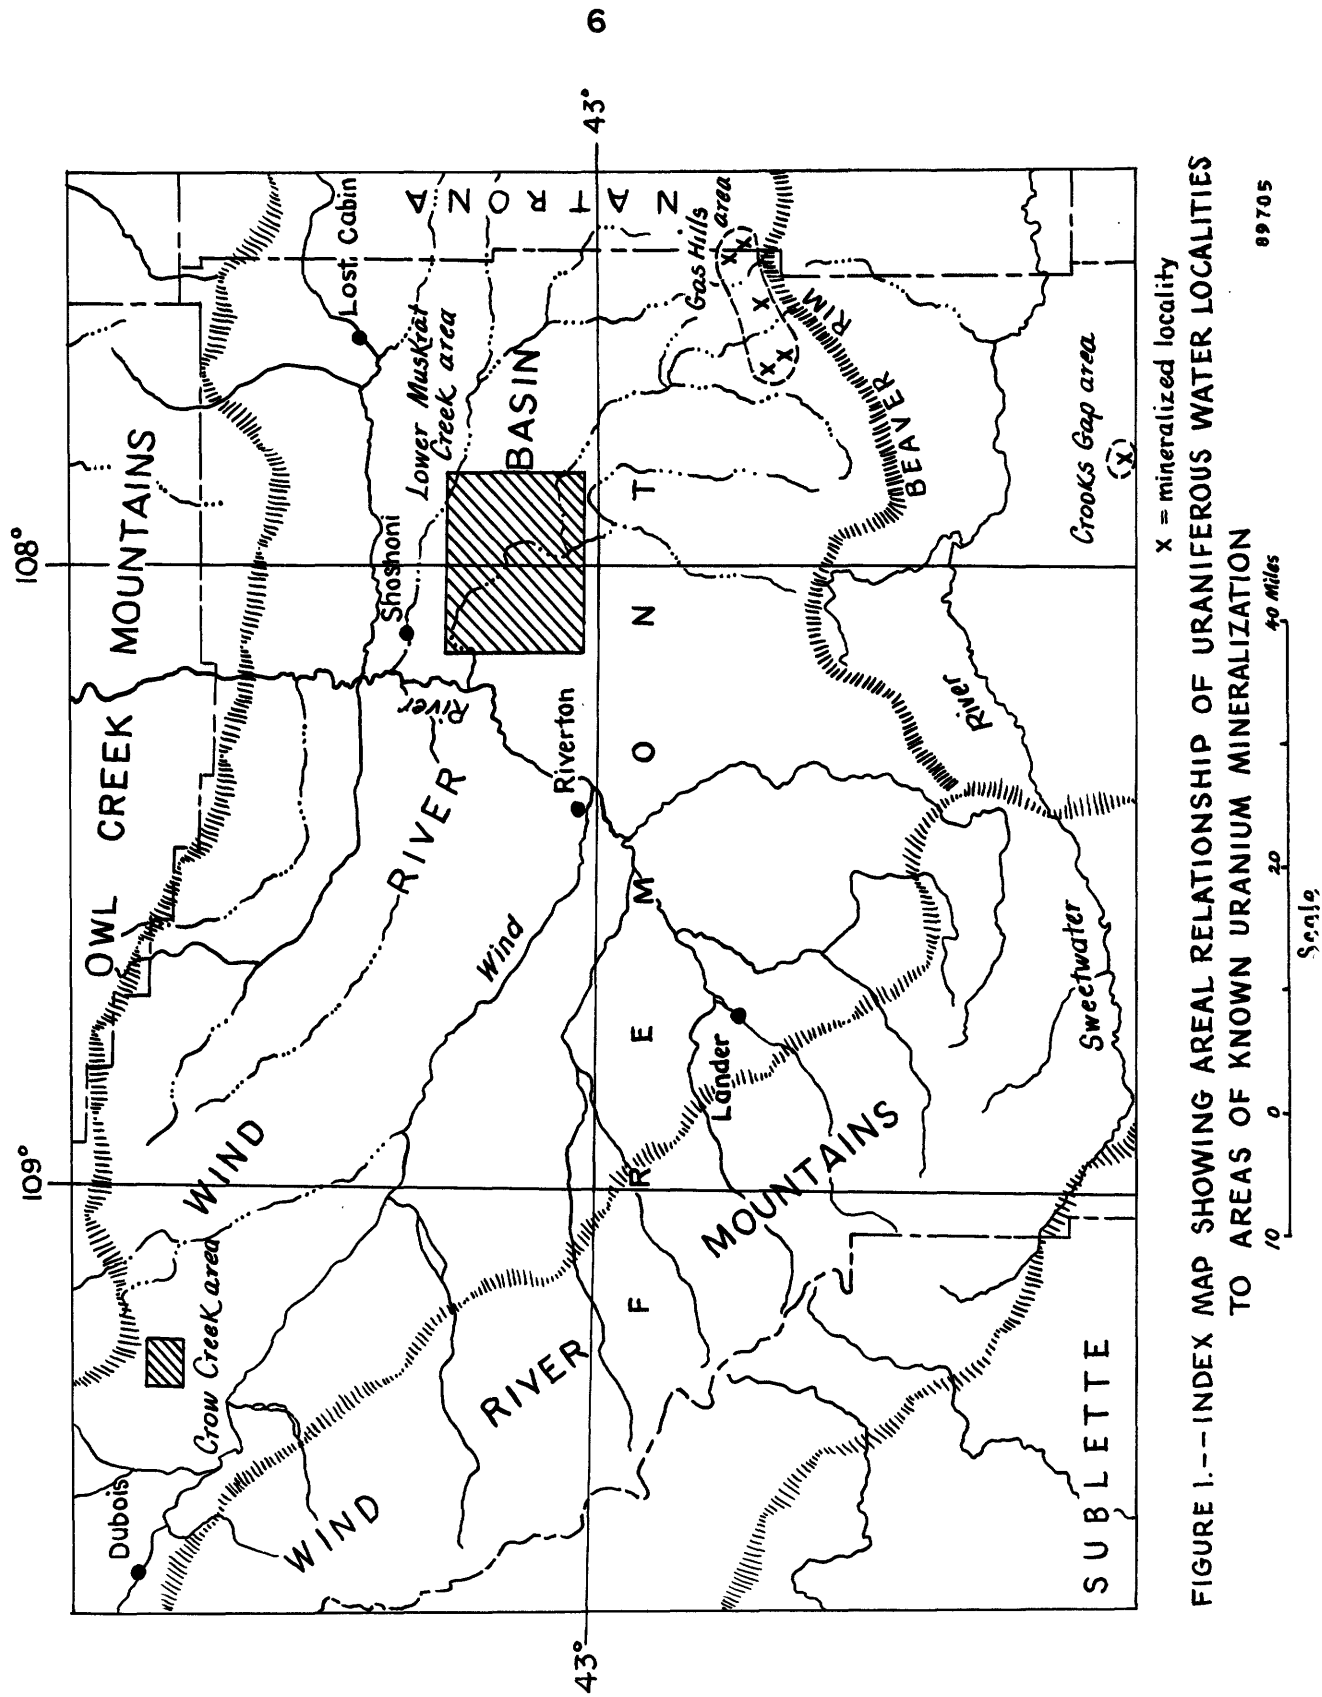 6
109°
108°
OWL CREEK
MOUNTAINS
Dubois
Crow Creek area
WIND
RIVER
BASIN
Lost Cabin
Shoshoni
Lower Muskrat
Creek area
NATRONA
River
Wind
Riverton
43°
43°
WIND
RIVER
MOUNTAINS
FREMONT
Lander
Gas Hills
area
BEAVER
RIM
River
Sweetwater
Crooks Gap area
SUBLETTE
x
x
x
x
x
x
x = mineralized locality
FIGURE 1.--INDEX MAP SHOWING AREAL RELATIONSHIP OF URANIFEROUS WATER LOCALITIES
TO AREAS OF KNOWN URANIUM MINERALIZATION
89705
10 0 20 40 Miles
Scale